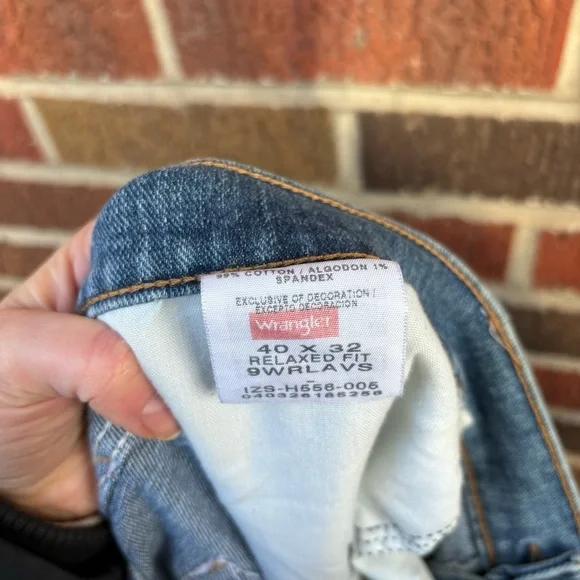 99% COTTON / ALGODON 1%
SPANDEX
EXCLUSIVE OF DECORATION /
EXCEPTO DECORACION
Wrangler
40 X 32
RELAXED FIT
9WRLAVS
-
IZS-H556-005
040326185256